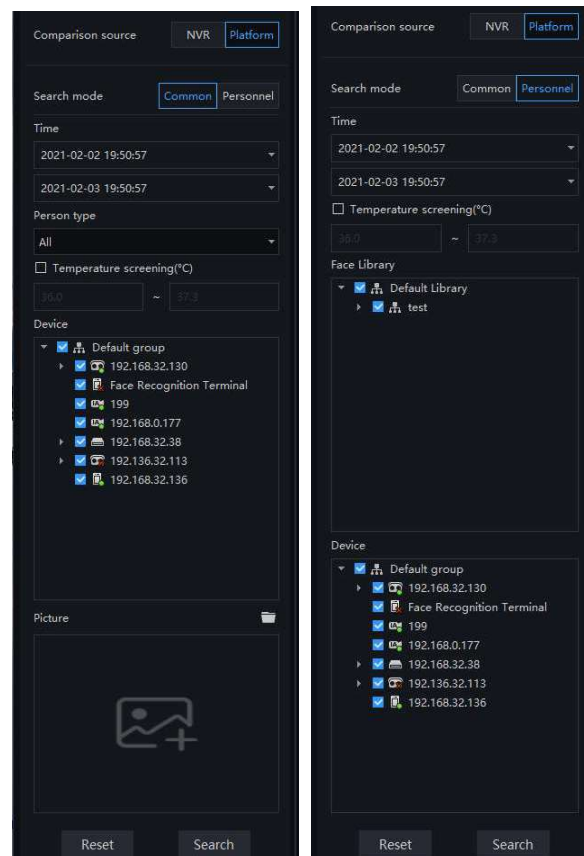 Comparison source NVR Platform
Search mode Common Personnel
Time
2021-02-02 19:50:57
2021-02-03 19:50:57
Person type
All
Temperature screening(°C)
36.0 ~ 37.3
Device
Default group
192.168.32.130
Face Recognition Terminal
199
192.168.0.177
192.168.32.38
192.136.32.113
192.168.32.136
Picture
Reset Search
Comparison source NVR Platform
Search mode Common Personnel
Time
2021-02-02 19:50:57
2021-02-03 19:50:57
Temperature screening(°C)
36.0 ~ 37.3
Face Library
Default Library
test
Device
Default group
192.168.32.130
Face Recognition Terminal
199
192.168.0.177
192.168.32.38
192.136.32.113
192.168.32.136
Reset Search